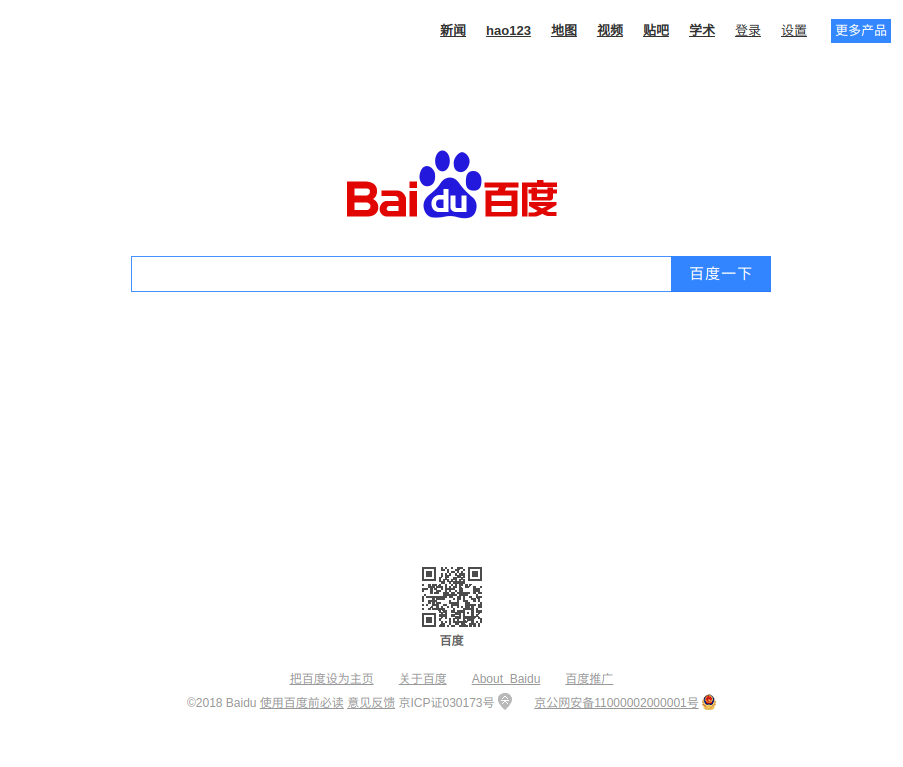 新闻 hao123 地图 视频 贴吧 学术 登录 设置 更多产品
Bai du 百度
百度一下
百度
把百度设为主页 关于百度 About Baidu 百度推广
©2018 Baidu 使用百度前必读 意见反馈 京ICP证030173号 京公网安备11000002000001号